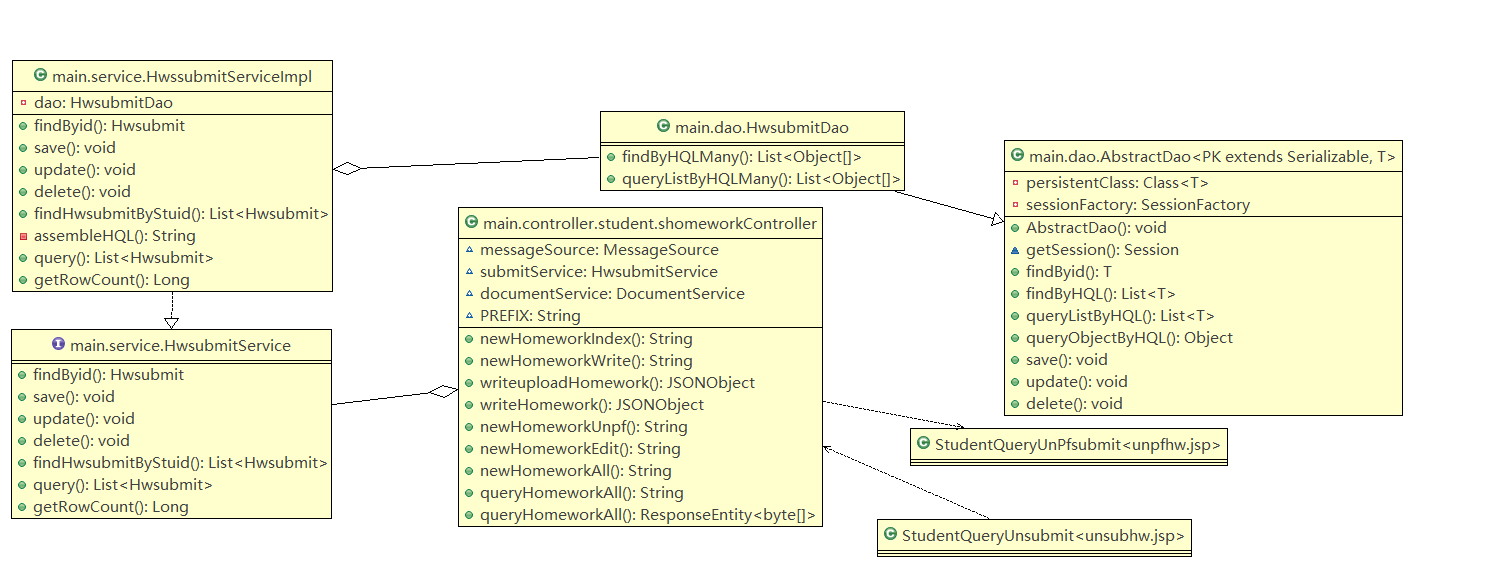 main.service.HwssubmitServiceImpl
dao: HwsubmitDao
findByid(): Hwsubmit
save(): void
update(): void
delete(): void
findHwsubmitByStuid(): List<Hwsubmit>
assembleHQL(): String
query(): List<Hwsubmit>
getRowCount(): Long
main.service.HwsubmitService
findByid(): Hwsubmit
save(): void
update(): void
delete(): void
findHwsubmitByStuid(): List<Hwsubmit>
query(): List<Hwsubmit>
getRowCount(): Long
main.dao.HwsubmitDao
findByHQLMany(): List<Object[]>
queryListByHQLMany(): List<Object[]>
main.controller.student.shomeworkController
messageSource: MessageSource
submitService: HwsubmitService
documentService: DocumentService
PREFIX: String
newHomeworkIndex(): String
newHomeworkWrite(): String
writeuploadHomework(): JSONObject
writeHomework(): JSONObject
newHomeworkUnpf(): String
newHomeworkEdit(): String
newHomeworkAll(): String
queryHomeworkAll(): String
queryHomeworkAll(): ResponseEntity<byte[]>
main.dao.AbstractDao<PK extends Serializable, T>
persistentClass: Class<T>
sessionFactory: SessionFactory
AbstractDao(): void
getSession(): Session
findByid(): T
findByHQL(): List<T>
queryListByHQL(): List<T>
queryObjectByHQL(): Object
save(): void
update(): void
delete(): void
StudentQueryUnPfsubmit<unpfhw.jsp>
StudentQueryUnsubmit<unsubhw.jsp>